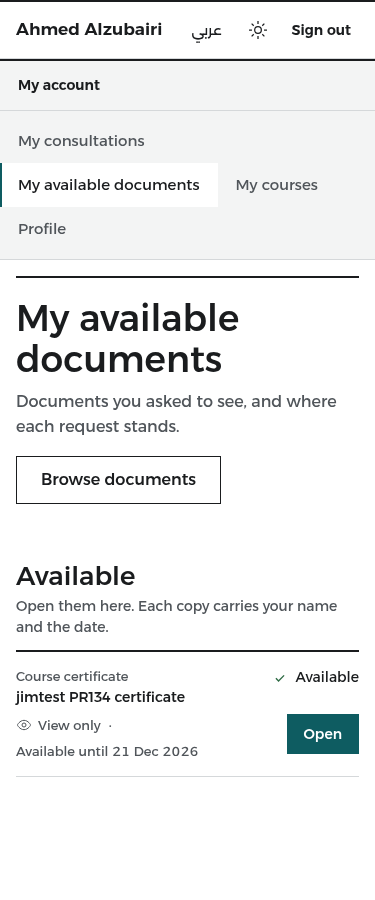 Ahmed Alzubairi عربي Sign out
My account
My consultations
My available documents My courses
Profile
My available
documents
Documents you asked to see, and where
each request stands.
Browse documents
Available
Open them here. Each copy carries your name
and the date.
Course certificate
Available
jimtest PR134 certificate
View only ·
Open
Available until 21 Dec 2026